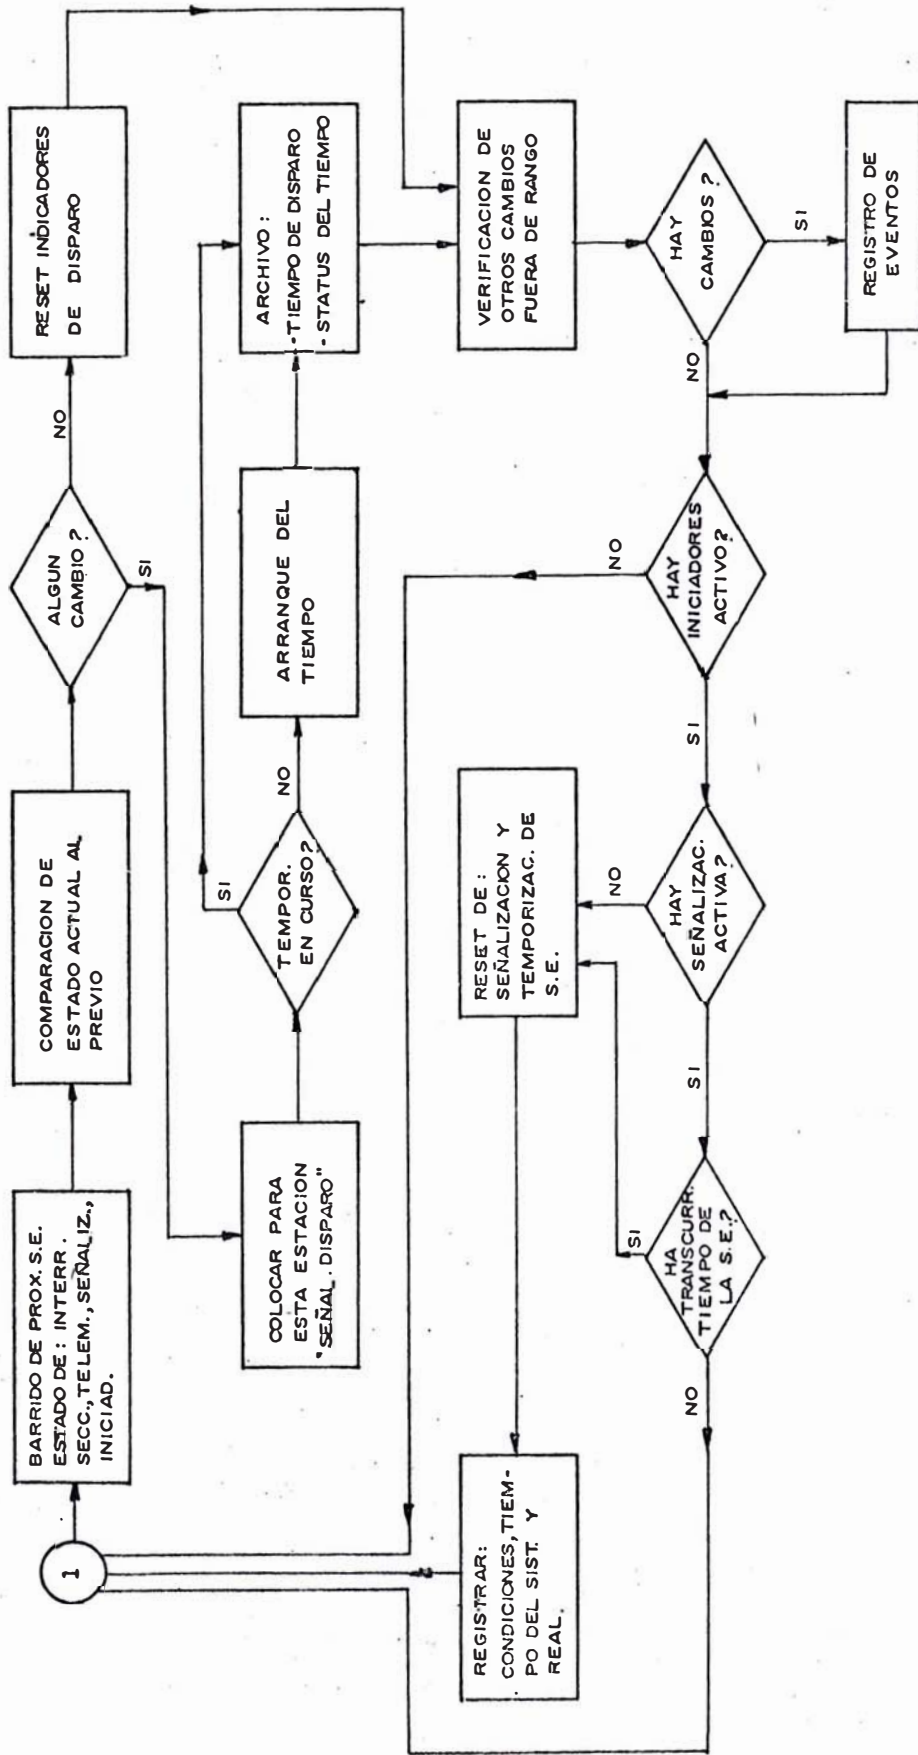 1
BARRIDO DE PROX. S.E.
ESTADO DE : INTERR.
SECC., TELEM., SEÑALIZ.,
INICIAD.
COMPARACION DE
ESTADO ACTUAL AL
PREVIO
ALGUN
CAMBIO ?
NO
SI
RESET INDICADORES
DE DISPARO
COLOCAR PARA
ESTA ESTACION
"SEÑAL. DISPARO"
TEMPOR.
EN CURSO?
SI
NO
ARRANQUE DEL
TIEMPO
ARCHIVO :
-TIEMPO DE DISPARO
- STATUS DEL TIEMPO
VERIFICACION DE
OTROS CAMBIOS
FUERA DE RANGO
HAY
CAMBIOS ?
SI
NO
REGISTRO DE
EVENTOS
HAY
INICIADORES
ACTIVO?
NO
SI
HAY
SEÑALIZAC.
ACTIVA?
NO
SI
RESET DE :
SEÑALIZACION Y
TEMPORIZAC. DE
S.E.
HA
TRANSCURR.
TIEMPO DE
LA S.E.?
SI
NO
REGISTRAR:
CONDICIONES, TIEM-
PO DEL SIST. Y
REAL.